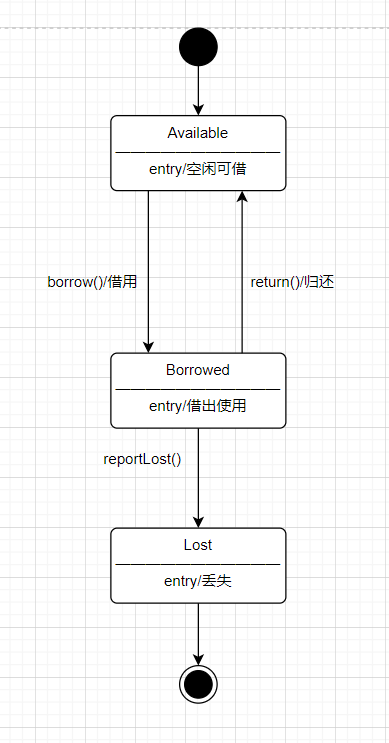 Available
entry/空闲可借
borrow()/借用
return()/归还
Borrowed
entry/借出使用
reportLost()
Lost
entry/丢失